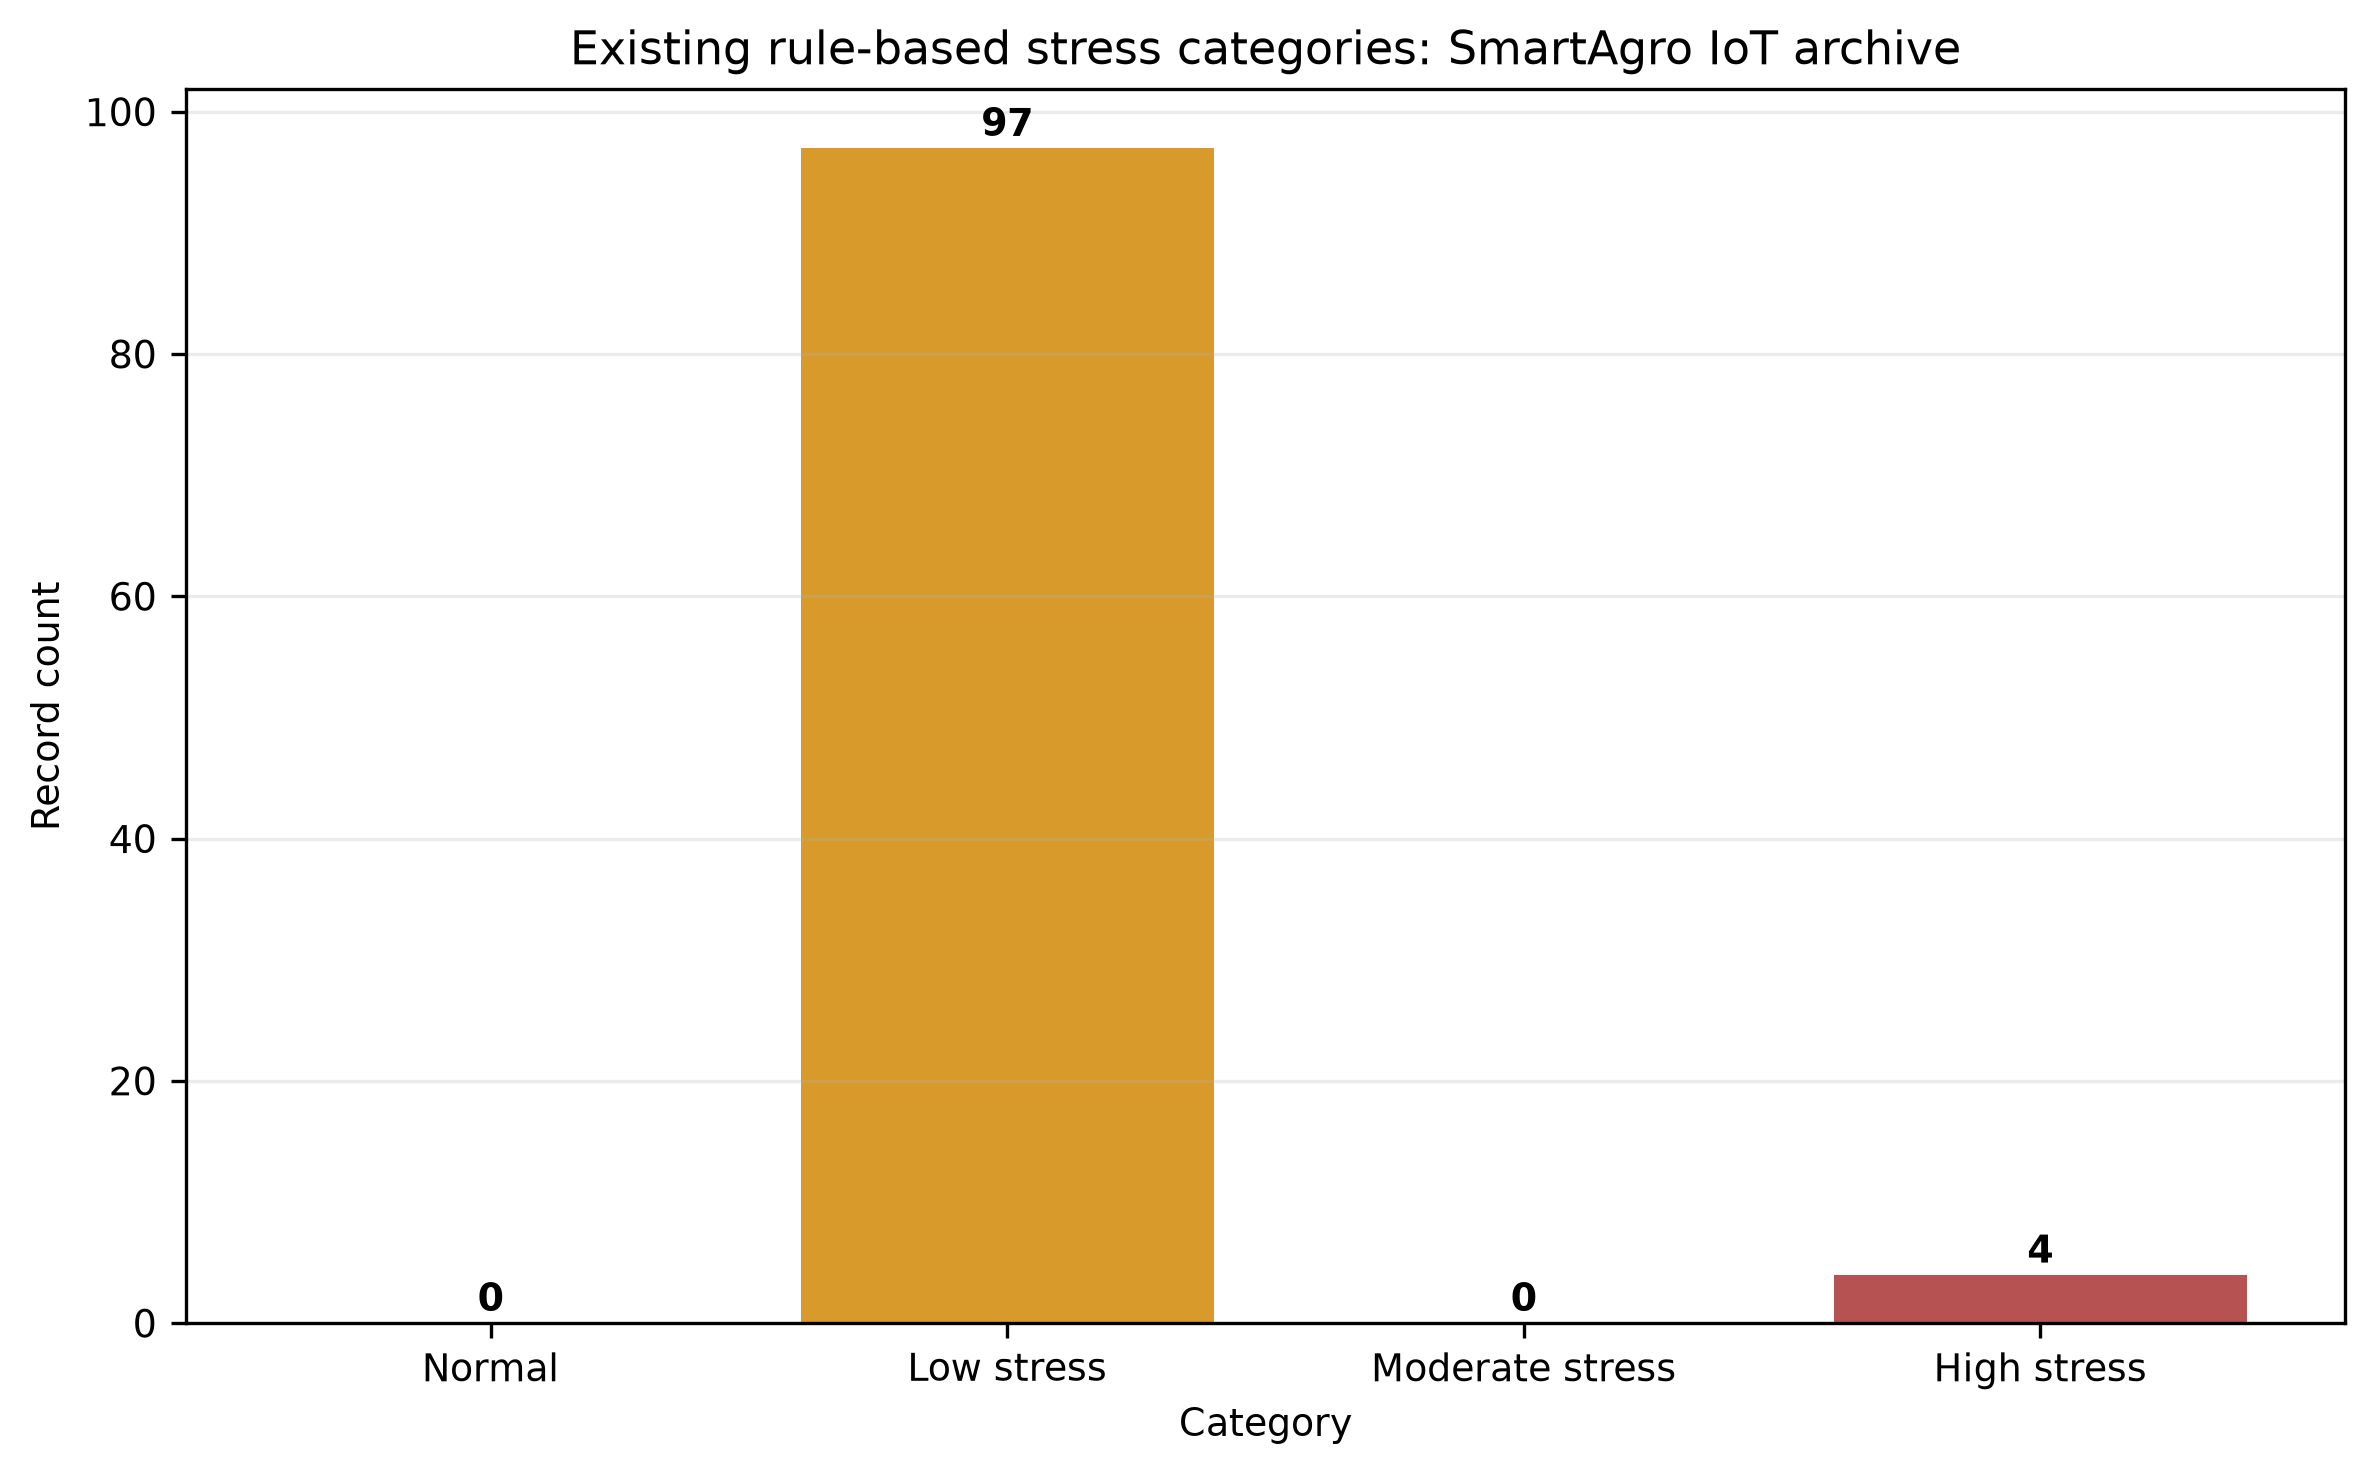 Existing rule-based stress categories: SmartAgro IoT archive
100
80
60
40
20
0
Record count
0
97
0
4
Normal
Low stress
Moderate stress
High stress
Category